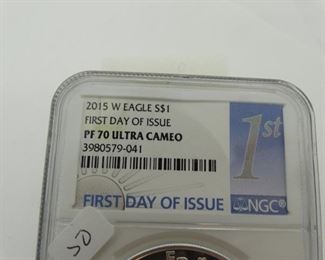 2015 W EAGLE S$1
FIRST DAY OF ISSUE
PF 70 ULTRA CAMEO
3980579-041
1st
FIRST DAY OF ISSUE
NGC®
50